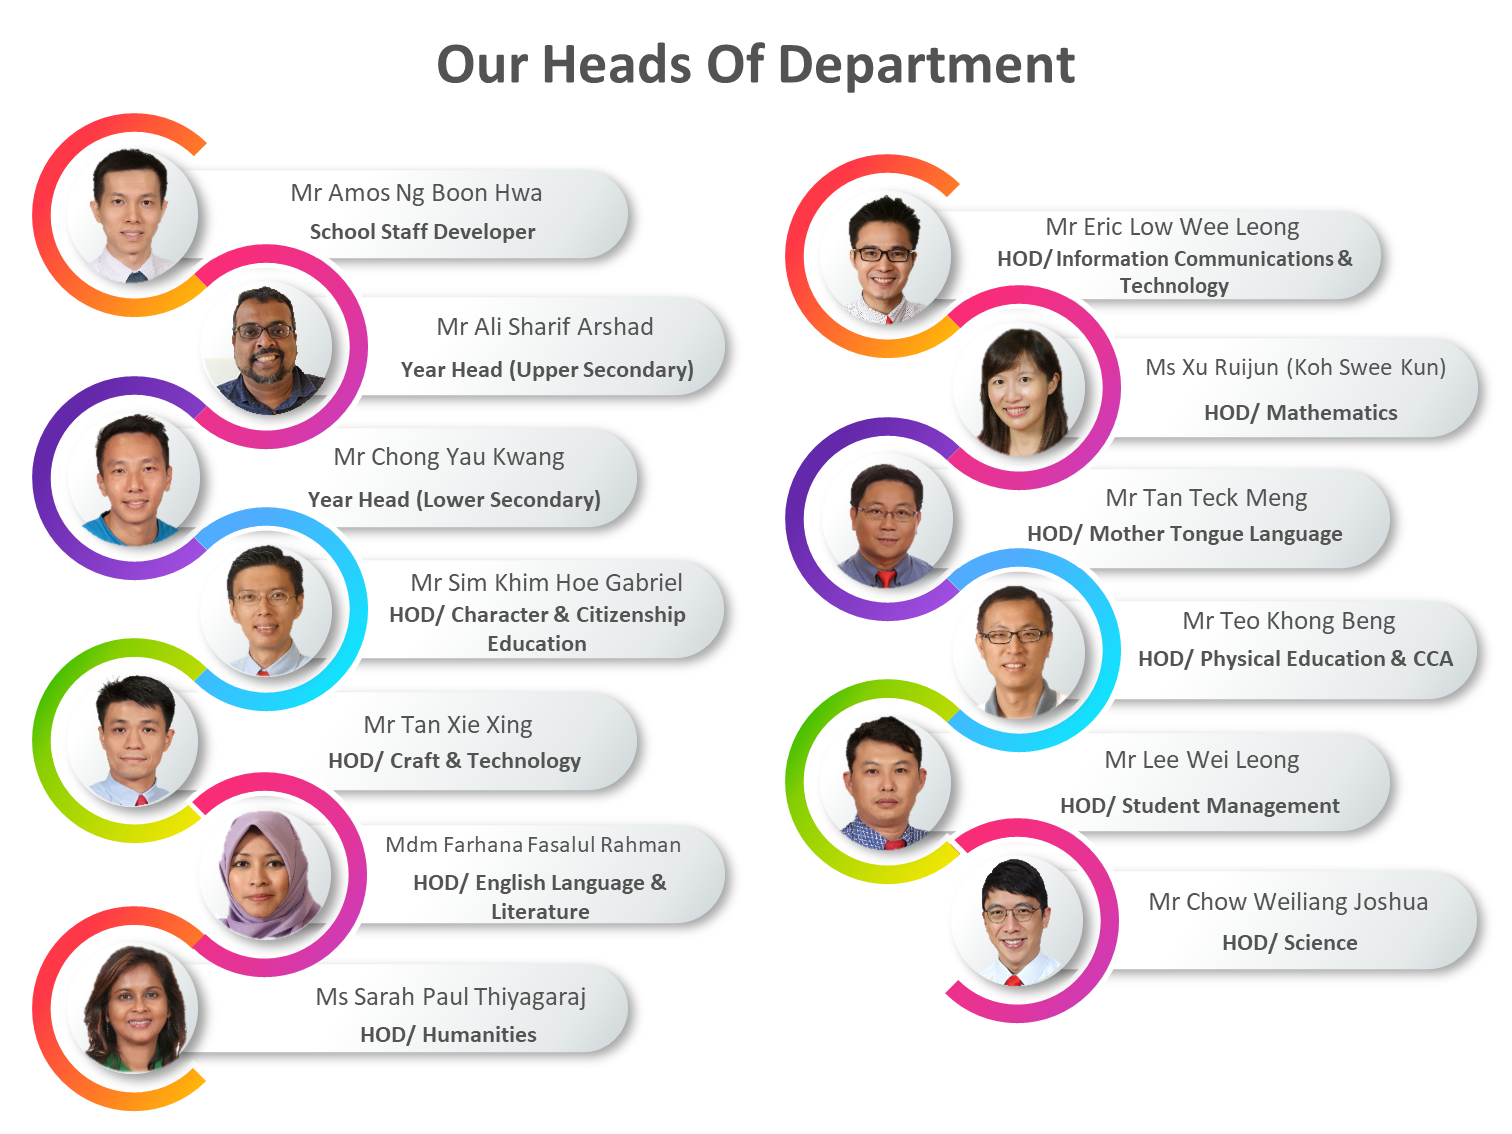 Our Heads Of Department
Mr Amos Ng Boon Hwa
School Staff Developer
Mr Ali Sharif Arshad
Year Head (Upper Secondary)
Mr Chong Yau Kwang
Year Head (Lower Secondary)
Mr Sim Khim Hoe Gabriel
HOD/ Character & Citizenship
Education
Mr Tan Xie Xing
HOD/ Craft & Technology
Mdm Farhana Fasalul Rahman
HOD/ English Language &
Literature
Ms Sarah Paul Thiyagaraj
HOD/ Humanities
Mr Eric Low Wee Leong
HOD/ Information Communications &
Technology
Ms Xu Ruijun (Koh Swee Kun)
HOD/ Mathematics
Mr Tan Teck Meng
HOD/ Mother Tongue Language
Mr Teo Khong Beng
HOD/ Physical Education & CCA
Mr Lee Wei Leong
HOD/ Student Management
Mr Chow Weiliang Joshua
HOD/ Science